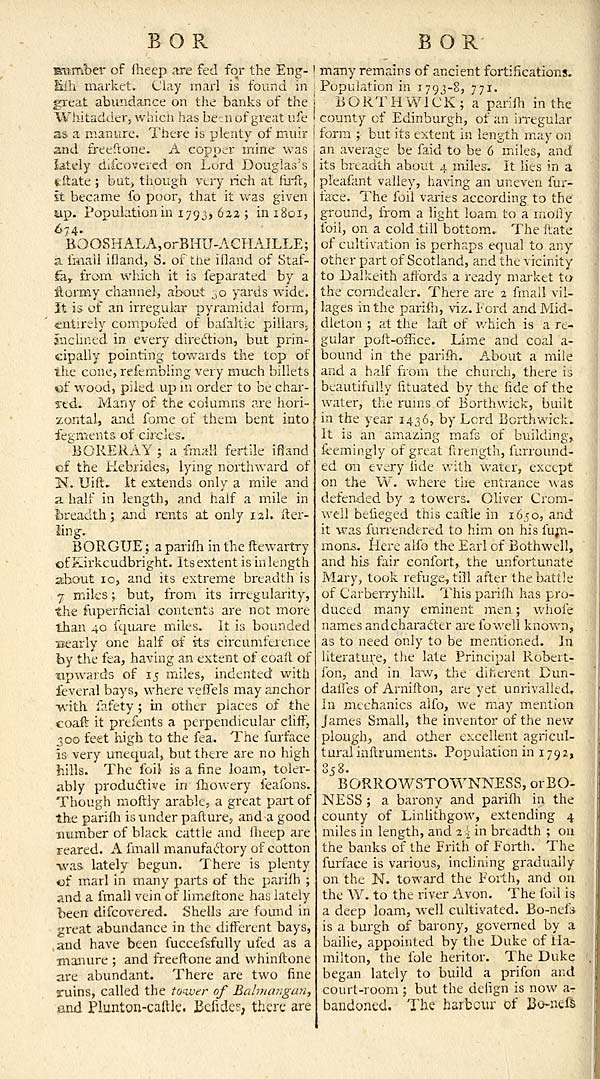 BOR
number of ſheep are fed for the Eng-
liſh market. Clay marl is found in
great abundance on the banks of the
Whitadder, which has been of great uſe
as a manure. There is plenty of muir
and freeſtone. A copper mine was
lately diſcovered on Lord Douglas's
eſtate; but, though very rich at firſt,
it became ſo poor, that it was given
up. Population in 1793, 622; in 1801,
674.
BOOSHALA, or BHU-ACHAILLE;
a ſmall iſland, S. of the iſland of Staf-
fa, from which it is ſeparated by a
ſtormy channel, about 30 yards wide.
It is of an irregular pyramidal form,
entirely compoſed of baſaltic pillars,
inclined in every direction, but prin-
cipally pointing towards the top of
the cone, reſembling very much billets
of wood, piled up in order to be char-
red. Many of the columns are hori-
zontal, and ſome of them bent into
ſegments of circles.
BORERAY; a ſmall fertile iſland
of the Hebrides, lying northward of
N. Uiſt. It extends only a mile and
a half in length, and half a mile in
breadth; and rents at only 12l. ſter-
ling.
BORGUE; a pariſh in the ſtewartry
of Kirkcudbright. Its extent is in length
about 10, and its extreme breadth is
7 miles; but, from its irregularity,
the ſuperficial contents are not more
than 40 ſquare miles. It is bounded
nearly one half of its circumference
by the ſea, having an extent of coaſt of
upwards of 15 miles, indented with
ſeveral bays, where veſſels may anchor
with ſafety; in other places of the
coaſt it preſents a perpendicular cliff,
300 feet high to the ſea. The ſurface
is very unequal, but there are no high
hills. The ſoil is a fine loam, toler-
ably productive in ſhowery ſeaſons.
Though moſtly arable, a great part of
the pariſh is under paſture, and a good
number of black cattle and ſheep are
reared. A ſmall manufactory of cotton
was lately begun. There is plenty
of marl in many parts of the pariſh;
and a ſmall vein of limeſtone has lately
been diſcovered. Shells are found in
great abundance in the different bays,
and have been ſucceſsfully uſed as a
manure; and freeſtone and whinſtone
are abundant. There are two fine
ruins, called the tower of Balmangan,
and Plunton-caſtle. Beſides, there are
BOR
many remains of ancient fortifications.
Population in 1793-8, 771.
BORTHWICK; a pariſh in the
county of Edinburgh, of an irregular
form; but its extent in length may on
an average be ſaid to be 6 miles, and
its breadth about 4 miles. It lies in a
pleaſant valley, having an uneven ſur-
face. The ſoil varies according to the
ground, from a light loam to a moſſy
ſoil, on a cold till bottom. The ſtate
of cultivation is perhaps equal to any
other part of Scotland, and the vicinity
to Dalkeith affords a ready market to
the corndealer. There are 2 ſmall vil-
lages in the pariſh, viz. Ford and Mid-
dleton; at the laſt of which is a re-
gular poſt-office. Lime and coal a-
bound in the pariſh. About a mile
and a half from the church, there is
beautifully ſituated by the ſide of the
water, the ruins of Borthwick, built
in the year 1436, by Lord Borthwick.
It is an amazing maſs of building,
ſeemingly of great ſtrength, ſurround-
ed on every ſide with water, except
on the W. where the entrance was
defended by 2 towers. Oliver Crom-
well beſieged this caſtle in 1650, and
it was ſurrendered to him on his ſum-
mons. Here alſo the Earl of Bothwell,
and his fair conſort, the unfortunate
Mary, took refuge, till after the battle
of Carberryhill. This pariſh has pro-
duced many eminent men; whoſe
names and character are ſo well known,
as to need only to be mentioned. In
literature, the late Principal Robert-
ſon, and in law, the different Dun-
daſſes of Arniſton, are yet unrivalled.
In mechanics alſo, we may mention
James Small, the inventor of the new
plough, and other excellent agricul-
tural inſtruments. Population in 1792,
858.
BORROWSTOWNNESS, or BO-
NESS; a barony and pariſh in the
county of Linlithgow, extending 4
miles in length, and 2½ in breadth; on
the banks of the Frith of Forth. The
ſurface is various, inclining gradually
on the N. toward the Forth, and on
the W. to the river Avon. The ſoil is
a deep loam, well cultivated. Bo-neſs
is a burgh of barony, governed by a
bailie, appointed by the Duke of Ha-
milton, the ſole heritor. The Duke
began lately to build a priſon and
court-room; but the deſign is now a-
bandoned. The harbour of Bo-neſs